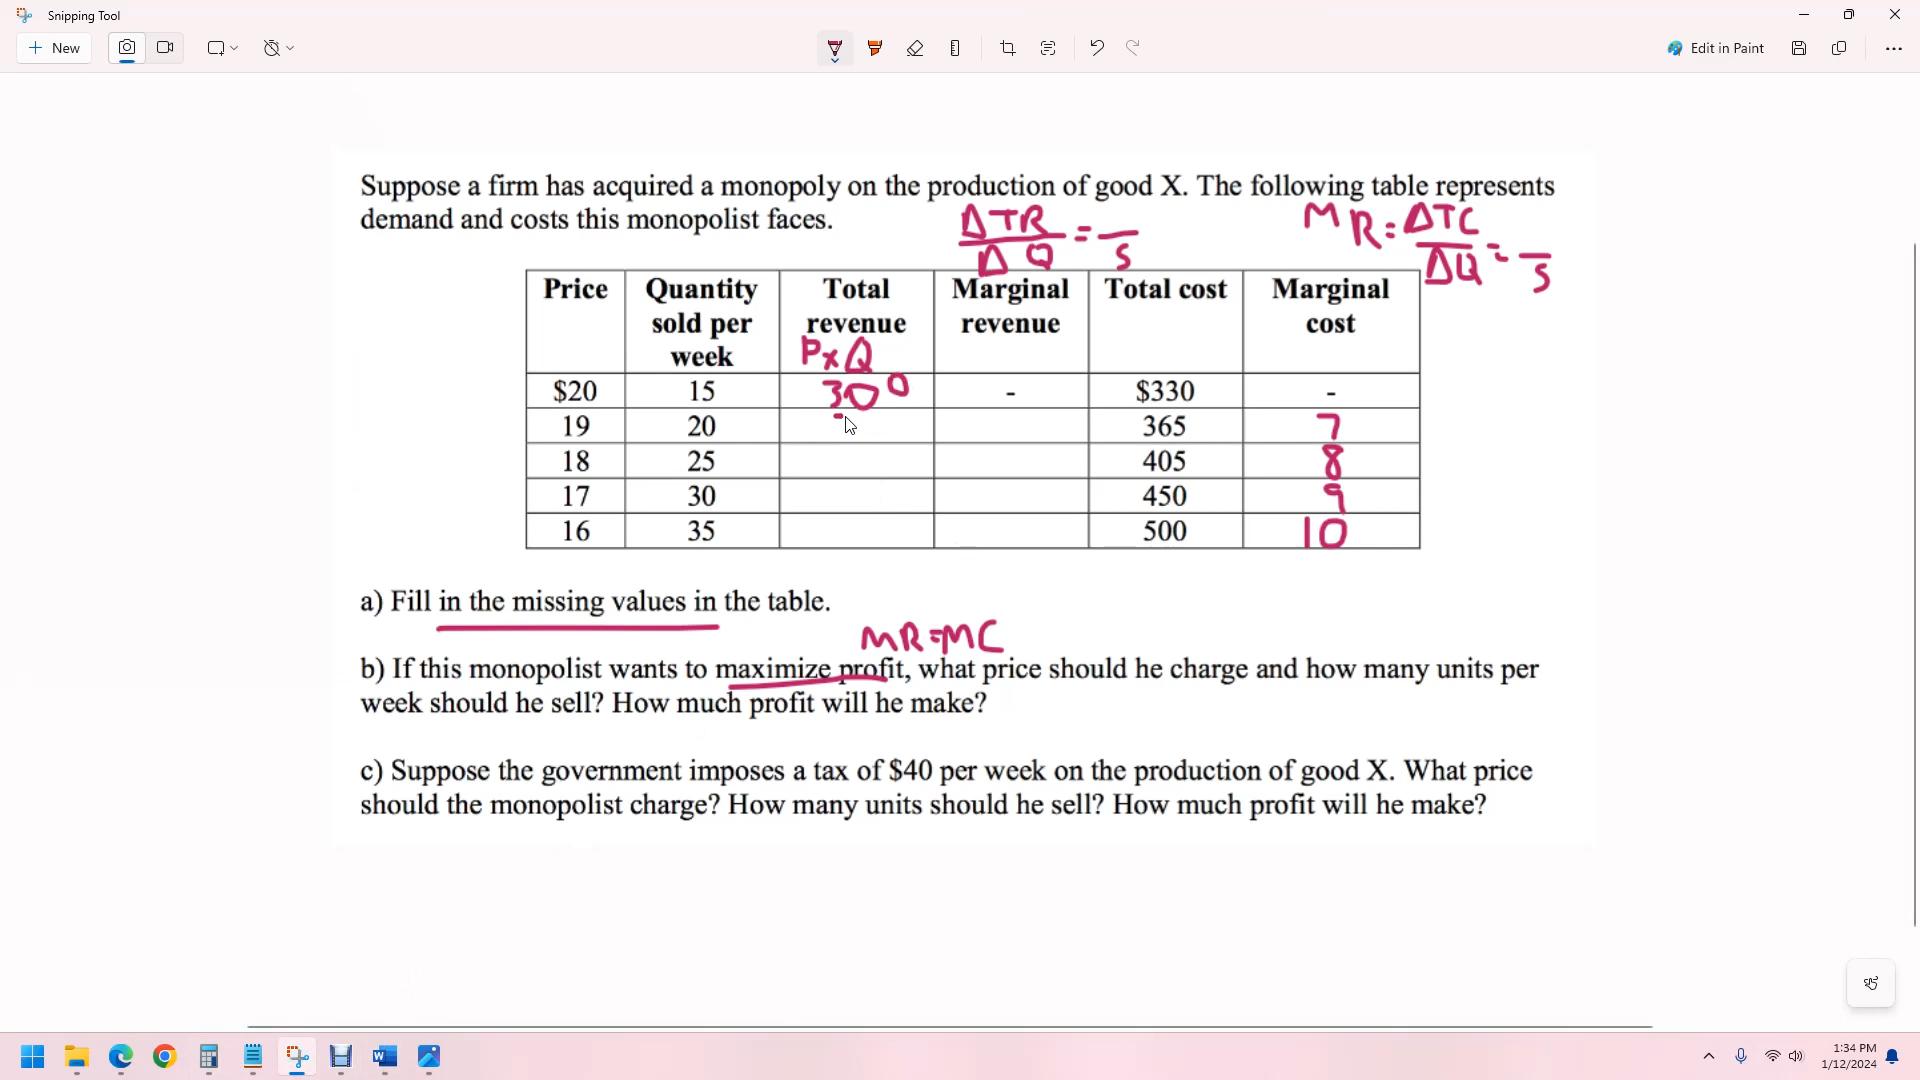 Snipping Tool
New
Edit in Paint
Suppose a firm has acquired a monopoly on the production of good X. The following table represents
demand and costs this monopolist faces.
ΔTR/ΔQ = —/5
MR = ΔTC/ΔQ = —/5
Price Quantity sold per week Total revenue Marginal revenue Total cost Marginal cost
P x Q
$20 15 300 - $330 -
19 20 365 7
18 25 405 8
17 30 450 9
16 35 500 10
a) Fill in the missing values in the table.
MR=MC
b) If this monopolist wants to maximize profit, what price should he charge and how many units per
week should he sell? How much profit will he make?
c) Suppose the government imposes a tax of $40 per week on the production of good X. What price
should the monopolist charge? How many units should he sell? How much profit will he make?
1:34 PM
1/12/2024